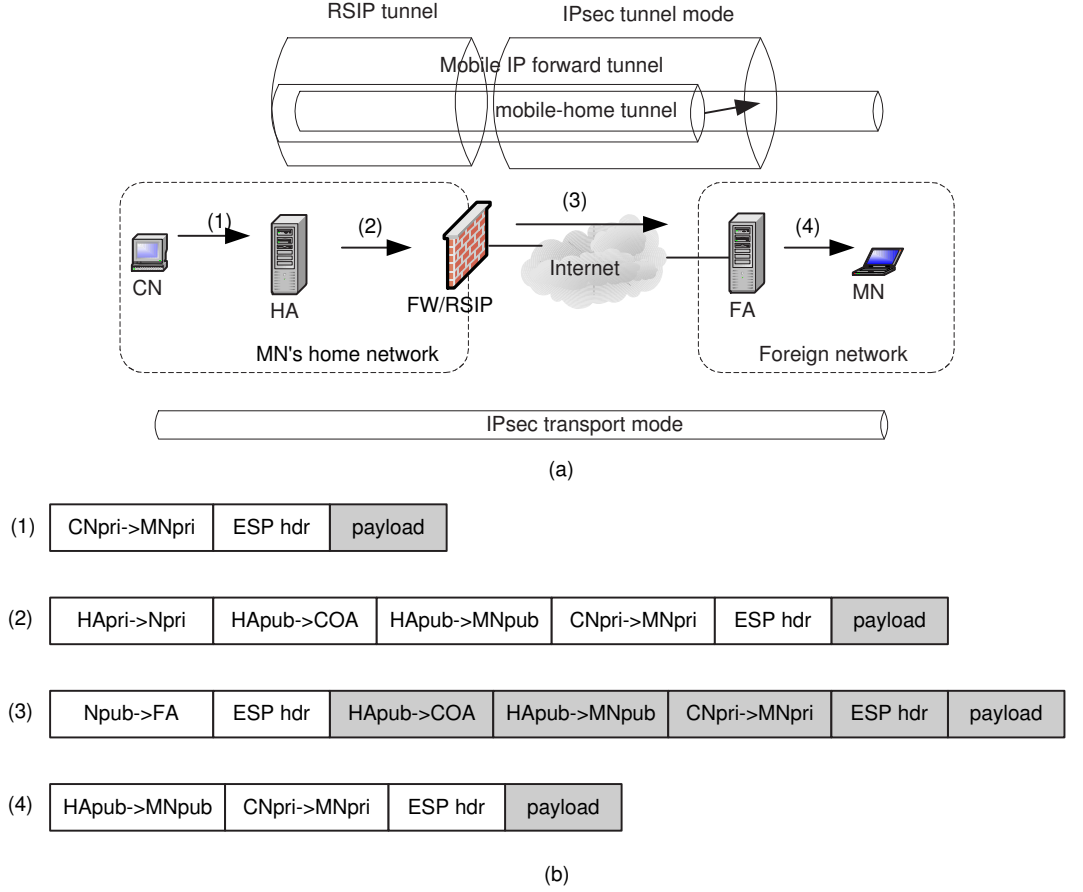 RSIP tunnel
IPsec tunnel mode
Mobile IP forward tunnel
mobile-home tunnel
(1)
(2)
(3)
(4)
CN
HA
FW/RSIP
Internet
FA
MN
MN's home network
Foreign network
IPsec transport mode
(a)
(1) CNpri->MNpri ESP hdr payload
(2) HApri->Npri HApub->COA HApub->MNpub CNpri->MNpri ESP hdr payload
(3) Npub->FA ESP hdr HApub->COA HApub->MNpub CNpri->MNpri ESP hdr payload
(4) HApub->MNpub CNpri->MNpri ESP hdr payload
(b)